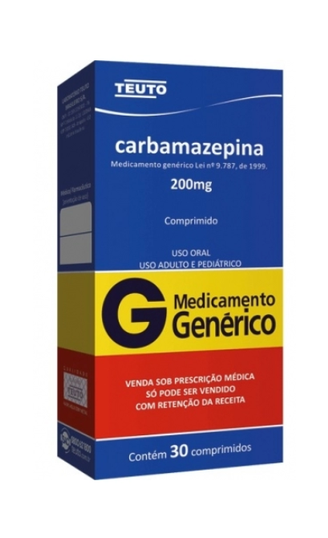 TEUTO
carbamazepina
Medicamento genérico Lei nº 9.787, de 1999.
200mg
Comprimido
USO ORAL
USO ADULTO E PEDIÁTRICO
G Medicamento
Genérico
VENDA SOB PRESCRIÇÃO MÉDICA
SÓ PODE SER VENDIDO
COM RETENÇÃO DA RECEITA
Contém 30 comprimidos